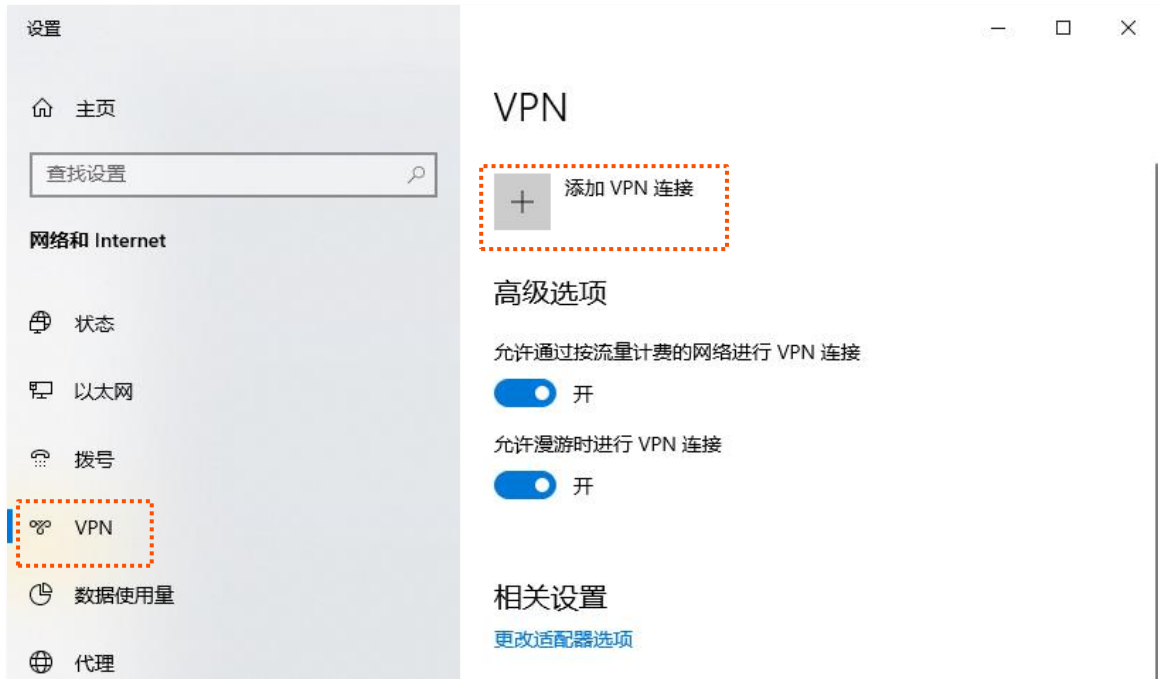 设置
主页
查找设置
网络和 Internet
状态
以太网
拨号
VPN
数据使用量
代理
VPN
添加 VPN 连接
高级选项
允许通过按流量计费的网络进行 VPN 连接
开
允许漫游时进行 VPN 连接
开
相关设置
更改适配器选项